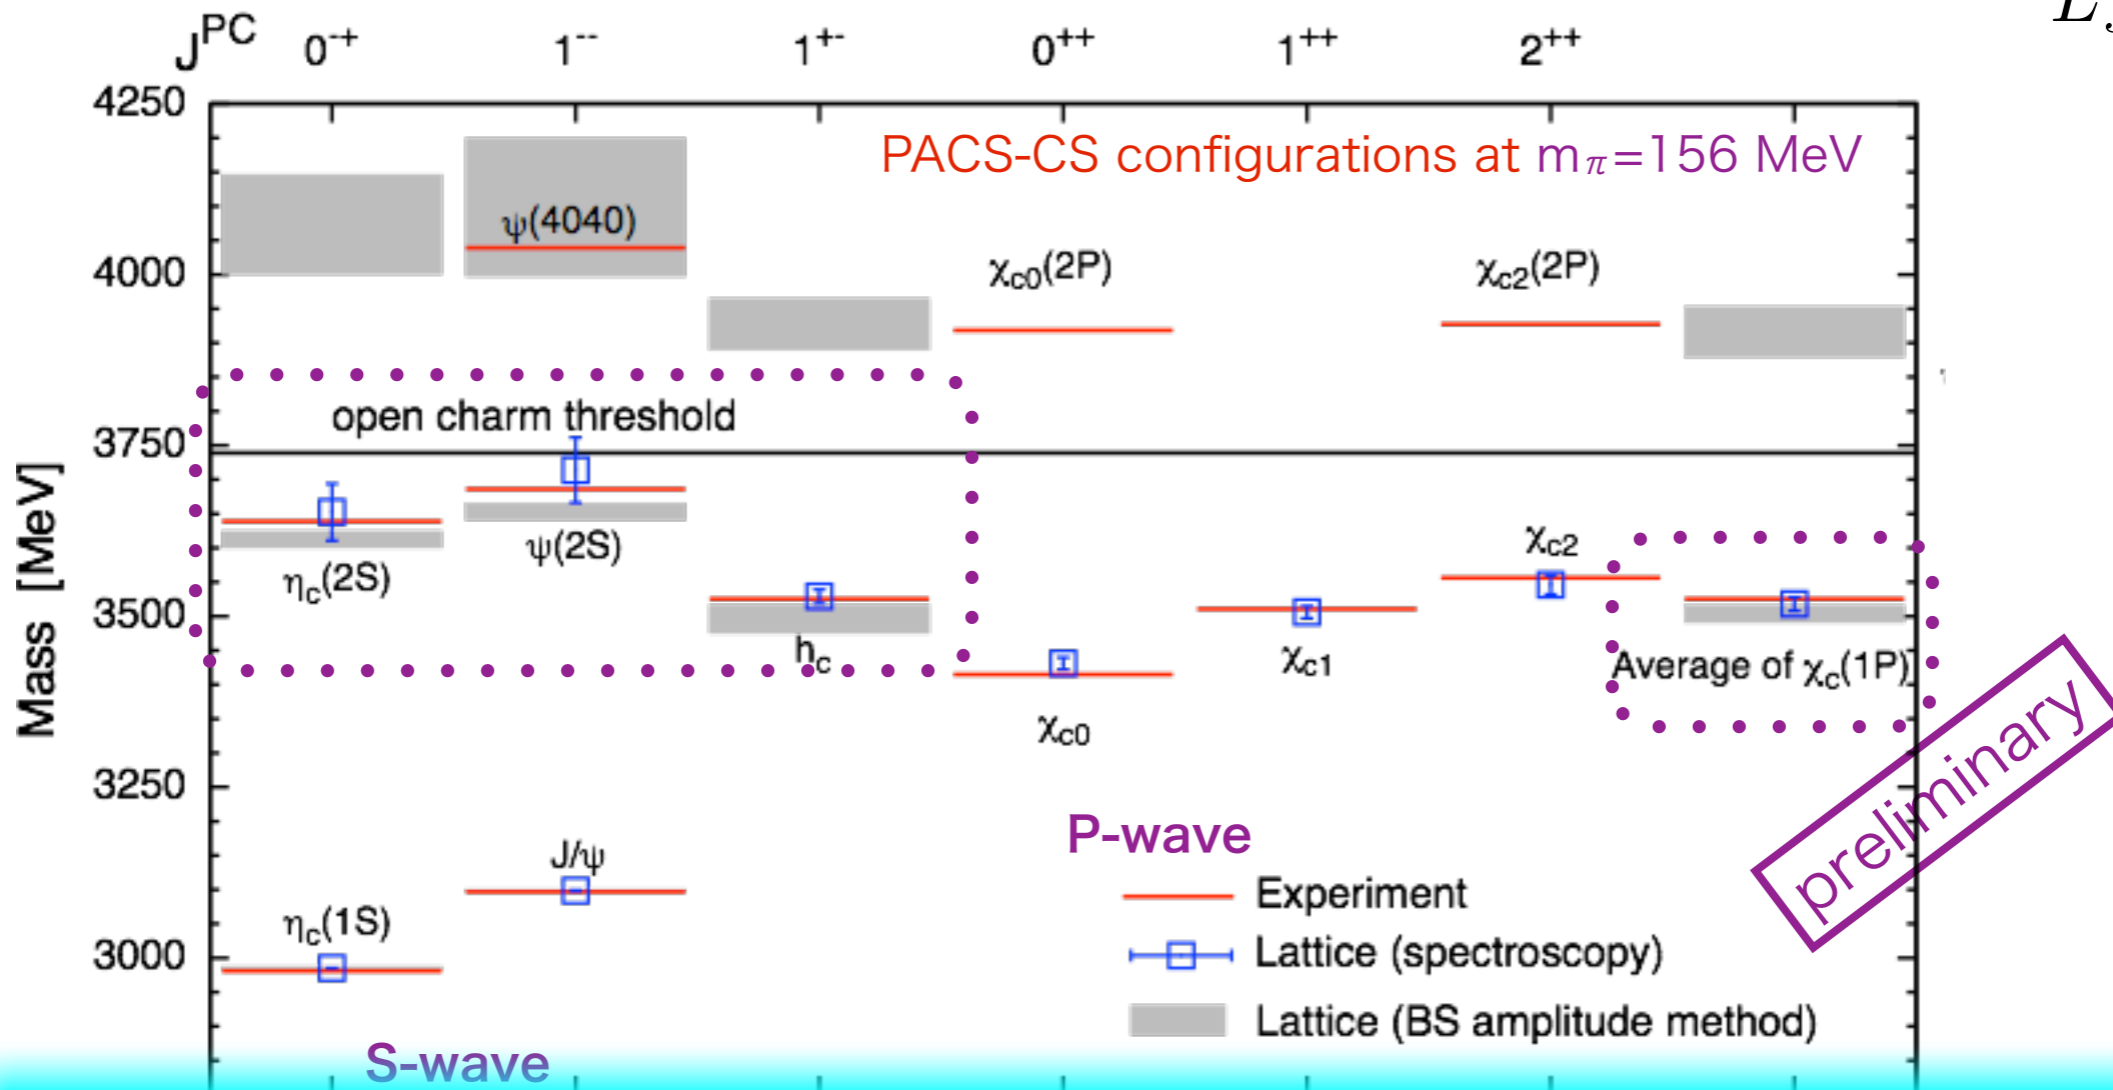 J^PC 0^-+ 1^-- 1^+- 0^++ 1^++ 2^++
4250
PACS-CS configurations at mπ=156 MeV
ψ(4040)
4000
χc0(2P) χc2(2P)
open charm threshold
3750
ψ(2S)
ηc(2S)
χc2
3500
hc
χc1
Average of χc(1P)
χc0
Mass [MeV]
preliminary
3250
P-wave
J/ψ
ηc(1S)
3000
Experiment
Lattice (spectroscopy)
Lattice (BS amplitude method)
S-wave